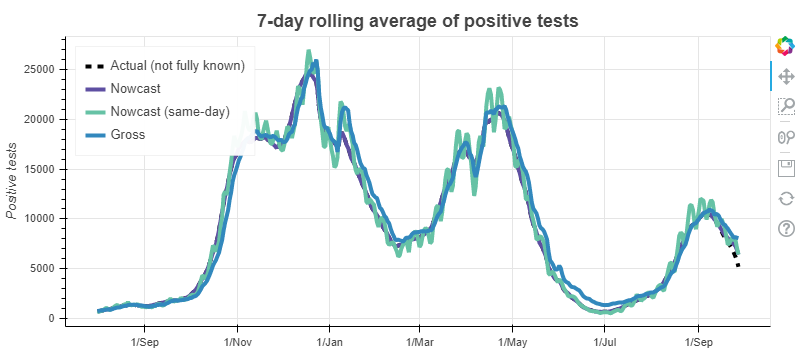 7-day rolling average of positive tests
Actual (not fully known)
Nowcast
Nowcast (same-day)
Gross
Positive tests
25000
20000
15000
10000
5000
0
1/Sep 1/Nov 1/Jan 1/Mar 1/May 1/Jul 1/Sep